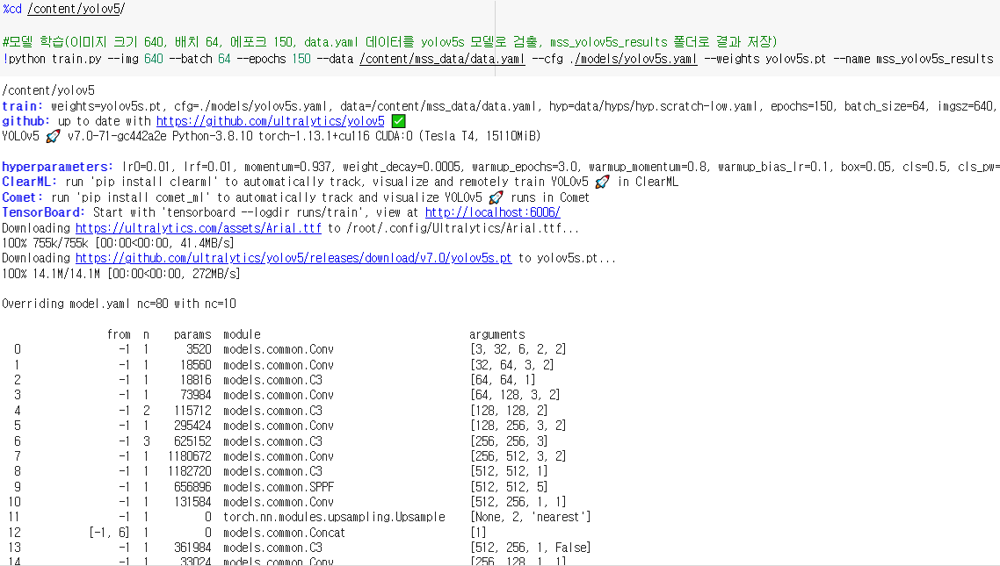 %cd /content/yolov5/
#모델 학습(이미지 크기 640, 배치 64, 에포크 150, data.yaml 데이터를 yolov5s 모델로 검출, mss_yolov5s_results 폴더로 결과 저장)
!python train.py --img 640 --batch 64 --epochs 150 --data /content/mss_data/data.yaml --cfg ./models/yolov5s.yaml --weights yolov5s.pt --name mss_yolov5s_results
/content/yolov5
train: weights=yolov5s.pt, cfg=./models/yolov5s.yaml, data=/content/mss_data/data.yaml, hyp=data/hyps/hyp.scratch-low.yaml, epochs=150, batch_size=64, imgsz=640,
github: up to date with https://github.com/ultralytics/yolov5 ✅
YOLOv5 🚀 v7.0-71-gc442a2e Python-3.8.10 torch-1.13.1+cu116 CUDA:0 (Tesla T4, 15110MiB)
hyperparameters: lr0=0.01, lrf=0.01, momentum=0.937, weight_decay=0.0005, warmup_epochs=3.0, warmup_momentum=0.8, warmup_bias_lr=0.1, box=0.05, cls=0.5, cls_pw=
ClearML: run 'pip install clearml' to automatically track, visualize and remotely train YOLOv5 🚀 in ClearML
Comet: run 'pip install comet_ml' to automatically track and visualize YOLOv5 🚀 runs in Comet
TensorBoard: Start with 'tensorboard --logdir runs/train', view at http://localhost:6006/
Downloading https://ultralytics.com/assets/Arial.ttf to /root/.config/Ultralytics/Arial.ttf...
100% 755k/755k [00:00<00:00, 41.4MB/s]
Downloading https://github.com/ultralytics/yolov5/releases/download/v7.0/yolov5s.pt to yolov5s.pt...
100% 14.1M/14.1M [00:00<00:00, 272MB/s]
Overriding model.yaml nc=80 with nc=10
from n params module arguments
0 -1 1 3520 models.common.Conv [3, 32, 6, 2, 2]
1 -1 1 18560 models.common.Conv [32, 64, 3, 2]
2 -1 1 18816 models.common.C3 [64, 64, 1]
3 -1 1 73984 models.common.Conv [64, 128, 3, 2]
4 -1 2 115712 models.common.C3 [128, 128, 2]
5 -1 1 295424 models.common.Conv [128, 256, 3, 2]
6 -1 3 625152 models.common.C3 [256, 256, 3]
7 -1 1 1180672 models.common.Conv [256, 512, 3, 2]
8 -1 1 1182720 models.common.C3 [512, 512, 1]
9 -1 1 656896 models.common.SPPF [512, 512, 5]
10 -1 1 131584 models.common.Conv [512, 256, 1, 1]
11 -1 1 0 torch.nn.modules.upsampling.Upsample [None, 2, 'nearest']
12 [-1, 6] 1 0 models.common.Concat [1]
13 -1 1 361984 models.common.C3 [512, 256, 1, False]
14 -1 1 33024 models.common.Conv [256, 128, 1, 1]